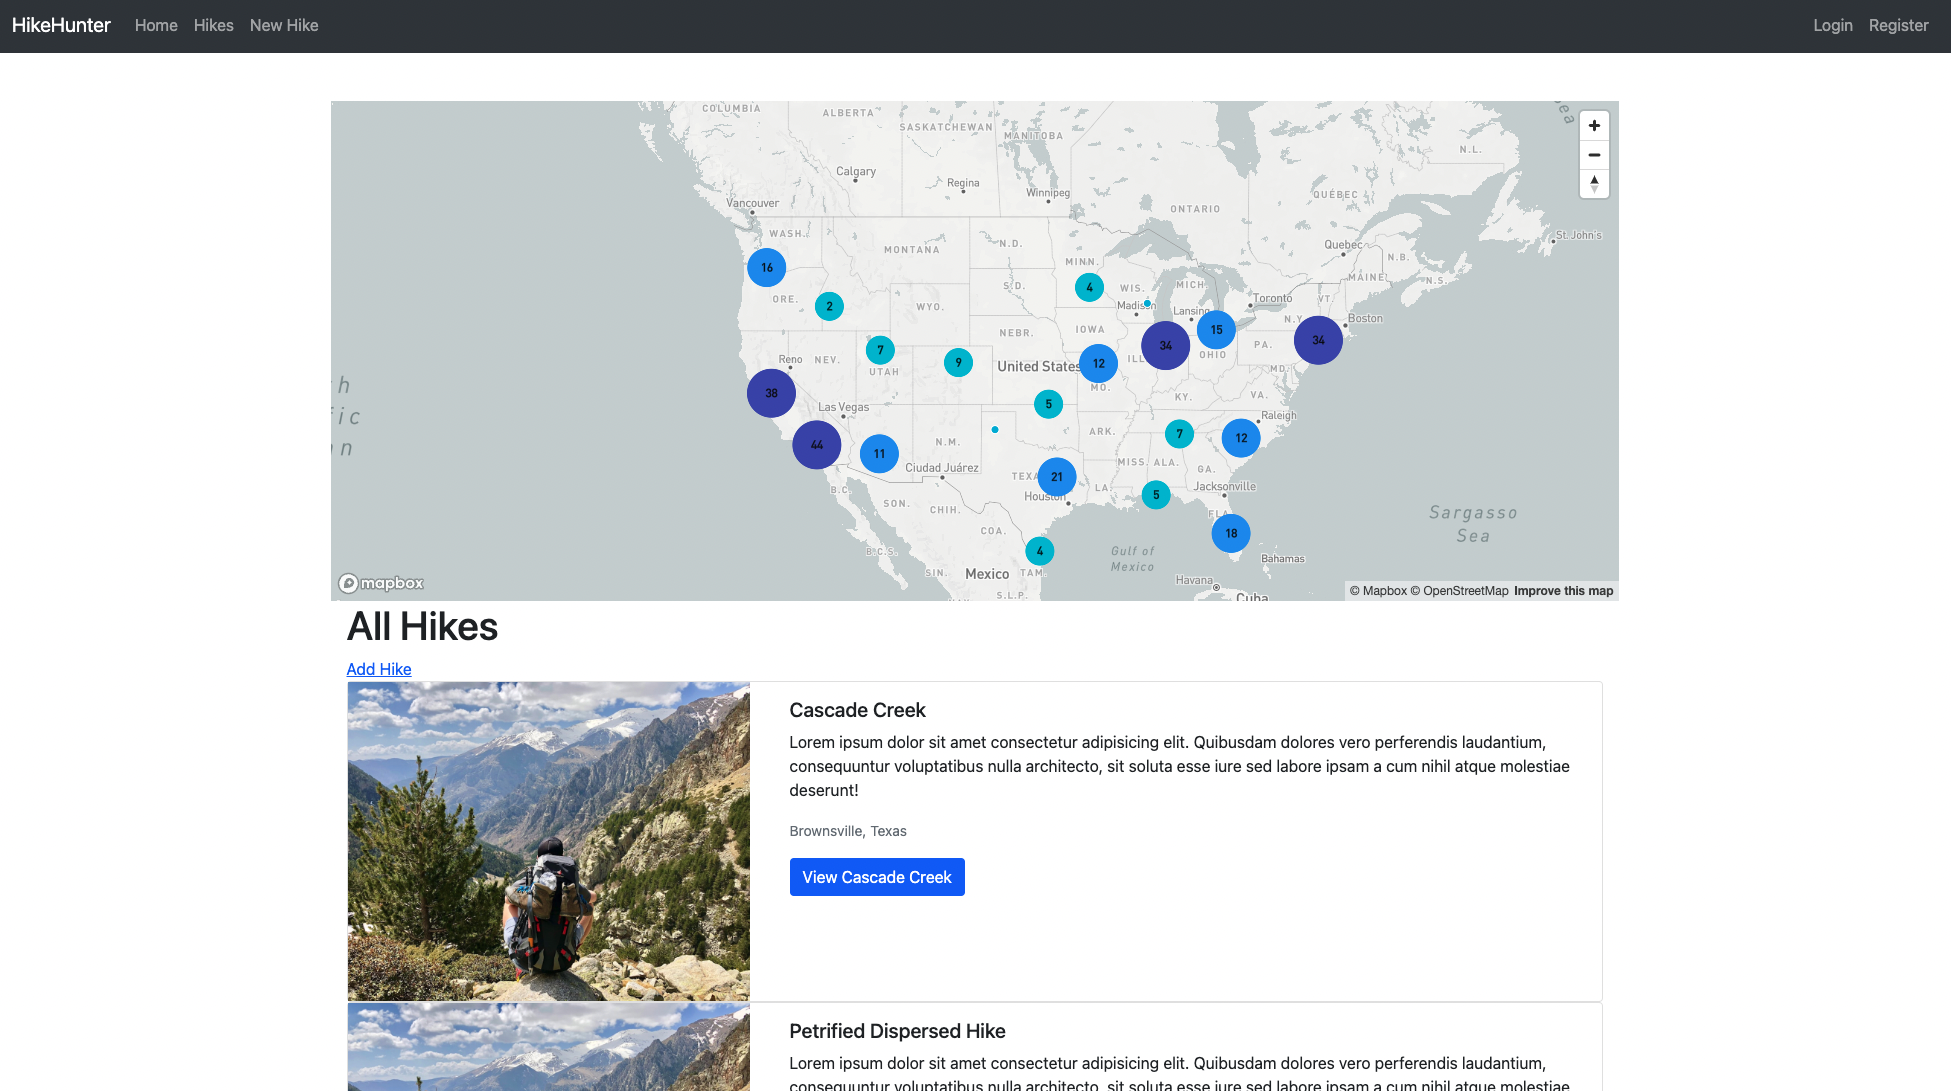 HikeHunter Home Hikes New Hike Login Register
COLUMBIA
ALBERTA
SASKATCHEWAN
MANITOBA
N.L.
Calgary
Regina
Winnipeg
QUÉBEC
Vancouver
ONTARIO
WASH.
MONTANA
N.D.
Quebec
St. John's
MINN.
N.B.
16
MAINE
N.S.
S.D.
4
WIS.
MICH.
ORE.
2
WYO.
Madison
Lansing
Toronto
VT.
Boston
NEBR.
IOWA
15
N.Y.
34
34
Reno
NEV.
7
UTAH
9
United States
12
ILL.
OHIO
PA.
MD.
38
MO.
KY.
VA.
Las Vegas
5
Raleigh
44
11
N.M.
ARK.
7
12
Ciudad Juárez
MISS.
ALA.
GA.
TEXAS
21
LA.
Jacksonville
B.C.
SON.
CHIH.
Houston
5
FLA.
18
Sargasso
Sea
COA.
B.C.S.
4
Gulf of
Mexico
Bahamas
SIN.
Mexico
TAM.
Havana
S.L.P.
Cuba
mapbox
© Mapbox © OpenStreetMap Improve this map
All Hikes
Add Hike
Cascade Creek
Lorem ipsum dolor sit amet consectetur adipisicing elit. Quibusdam dolores vero perferendis laudantium,
consequuntur voluptatibus nulla architecto, sit soluta esse iure sed labore ipsam a cum nihil atque molestiae
deserunt!
Brownsville, Texas
View Cascade Creek
Petrified Dispersed Hike
Lorem ipsum dolor sit amet consectetur adipisicing elit. Quibusdam dolores vero perferendis laudantium,
consequuntur voluptatibus nulla architecto, sit soluta esse iure sed labore ipsam a cum nihil atque molestiae